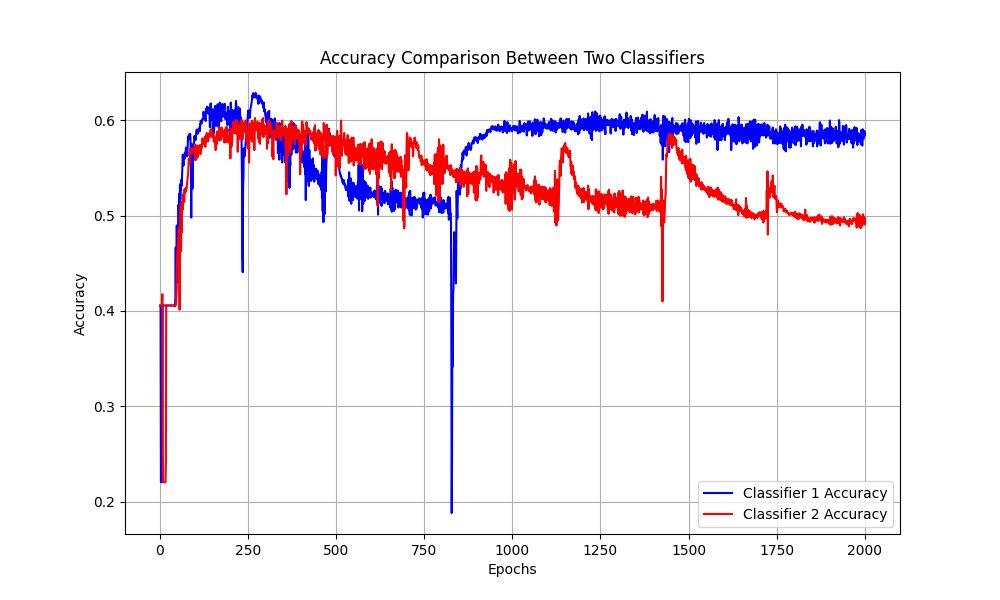 Accuracy Comparison Between Two Classifiers
Accuracy
0.6
0.5
0.4
0.3
0.2
0
250
500
750
1000
1250
1500
1750
2000
Epochs
Classifier 1 Accuracy
Classifier 2 Accuracy